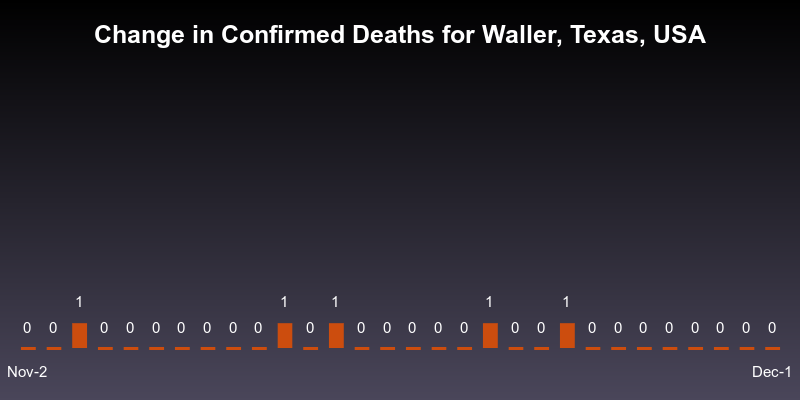 Change in Confirmed Deaths for Waller, Texas, USA
1 1 1 1 1
0 0 0 0 0 0 0 0 0 0 0 0 0 0 0 0 0 0 0 0 0 0 0 0 0
Nov-2 Dec-1